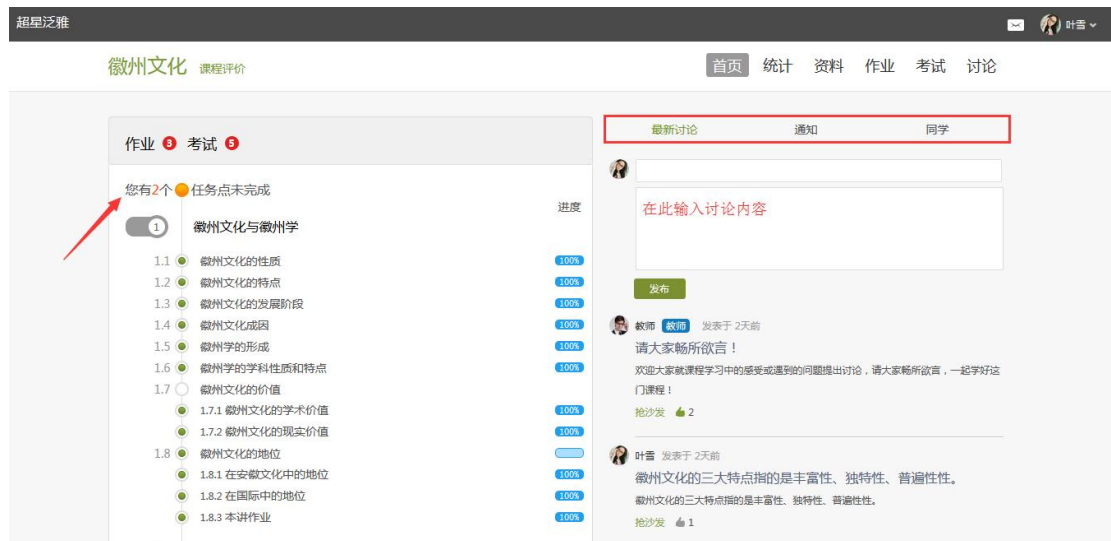 超星泛雅
叶雪
徽州文化 课程评价
首页 统计 资料 作业 考试 讨论
作业 3 考试 5
您有2个 任务点未完成
进度
1 徽州文化与徽州学
1.1 徽州文化的性质 100%
1.2 徽州文化的特点 100%
1.3 徽州文化的发展阶段 100%
1.4 徽州文化成因 100%
1.5 徽州学的形成 100%
1.6 徽州学的学科性质和特点 100%
1.7 徽州文化的价值
1.7.1 徽州文化的学术价值 100%
1.7.2 徽州文化的现实价值 100%
1.8 徽州文化的地位
1.8.1 在安徽文化中的地位 100%
1.8.2 在国际中的地位 100%
1.8.3 本讲作业 100%
最新讨论 通知 同学
在此输入讨论内容
发布
教师 教师 发表于 2天前
请大家畅所欲言！
欢迎大家就课程学习中的感受或遇到的问题提出讨论，请大家畅所欲言，一起学好这
门课程！
抢沙发 2
叶雪 发表于 2天前
徽州文化的三大特点指的是丰富性、独特性、普遍性性。
徽州文化的三大特点指的是丰富性、独特性、普遍性性。
抢沙发 1